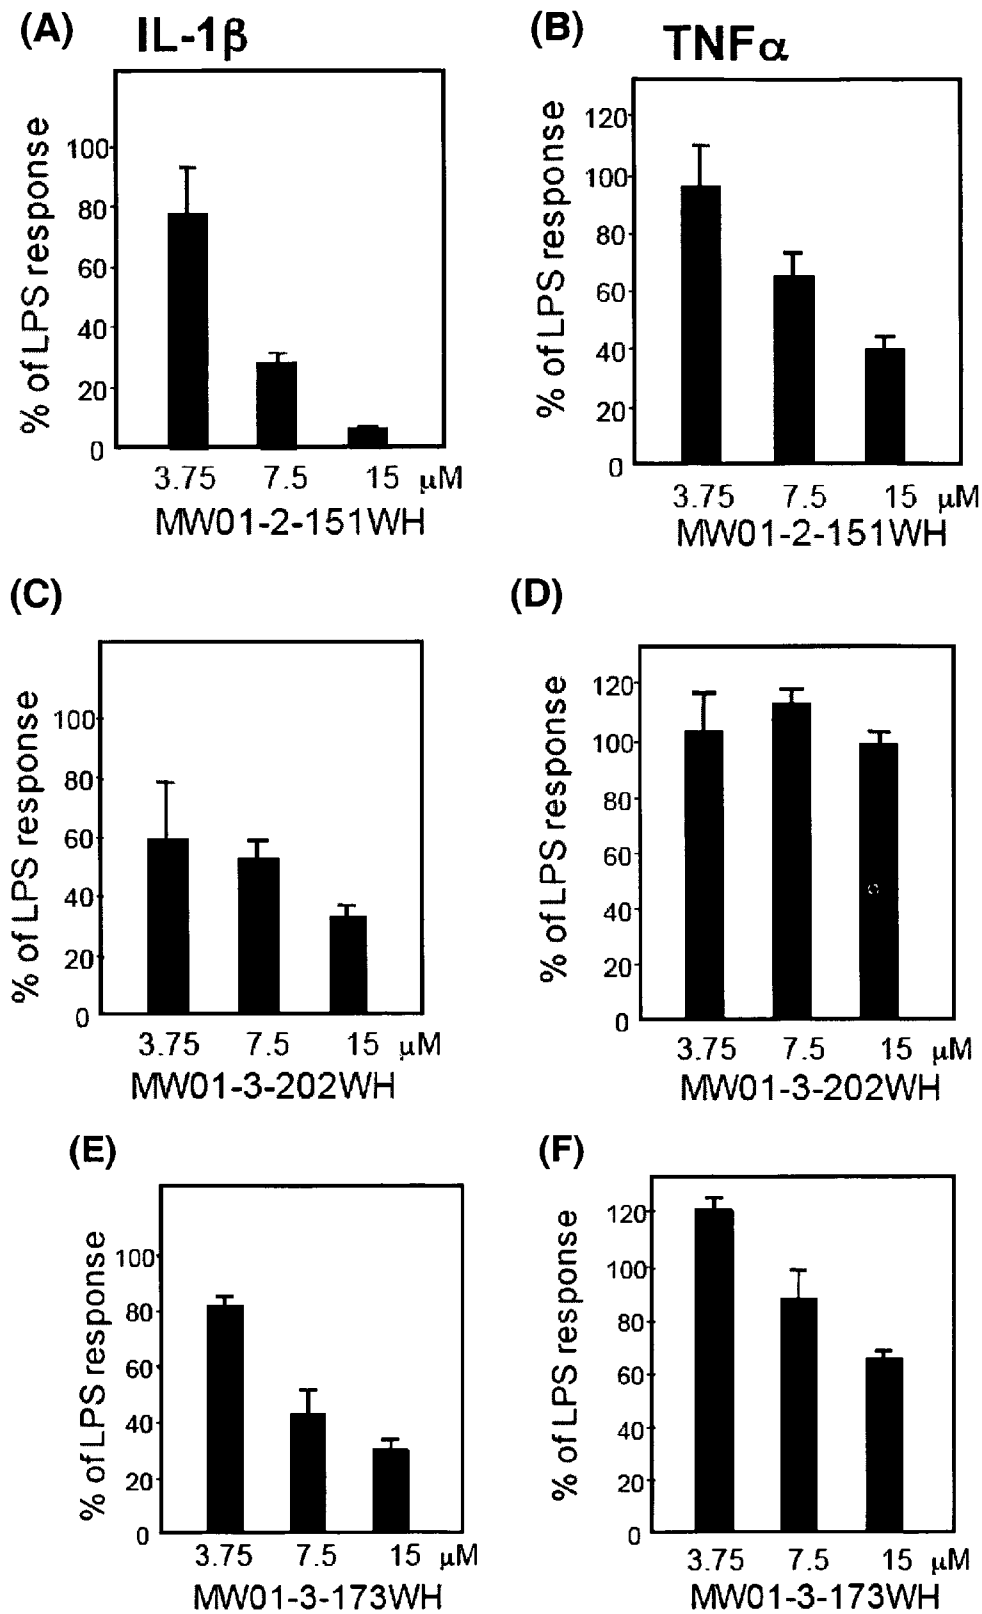 (A) IL-1β
% of LPS response
100
80
60
40
20
0
3.75 7.5 15 μM
MW01-2-151WH
(B) TNFα
% of LPS response
120
100
80
60
40
20
0
3.75 7.5 15 μM
MW01-2-151WH
(C)
% of LPS response
100
80
60
40
20
0
3.75 7.5 15 μM
MW01-3-202WH
(D)
% of LPS response
120
100
80
60
40
20
0
3.75 7.5 15 μM
MW01-3-202WH
(E)
% of LPS response
100
80
60
40
20
0
3.75 7.5 15 μM
MW01-3-173WH
(F)
% of LPS response
120
100
80
60
40
20
0
3.75 7.5 15 μM
MW01-3-173WH